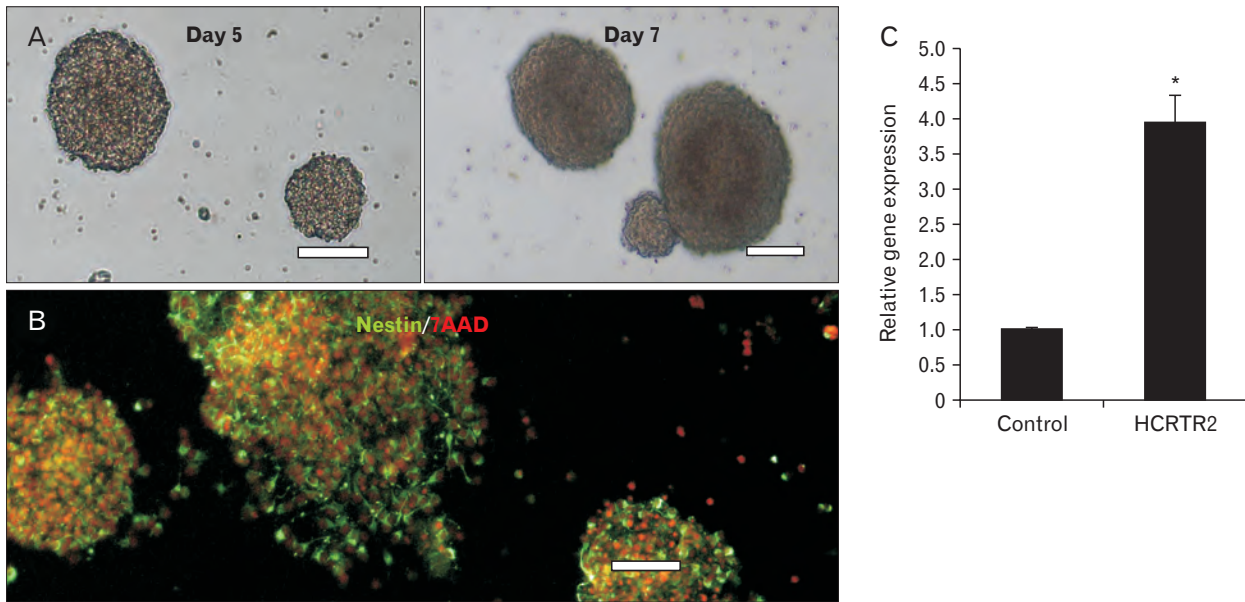 A
Day 5
Day 7
B
Nestin/7AAD
C
5.0
4.5
4.0
3.5
3.0
2.5
2.0
1.5
1.0
0.5
0
Relative gene expression
*
Control
HCRTR2